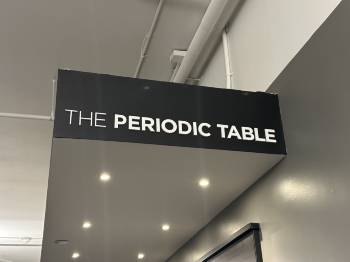 THE PERIODIC TABLE